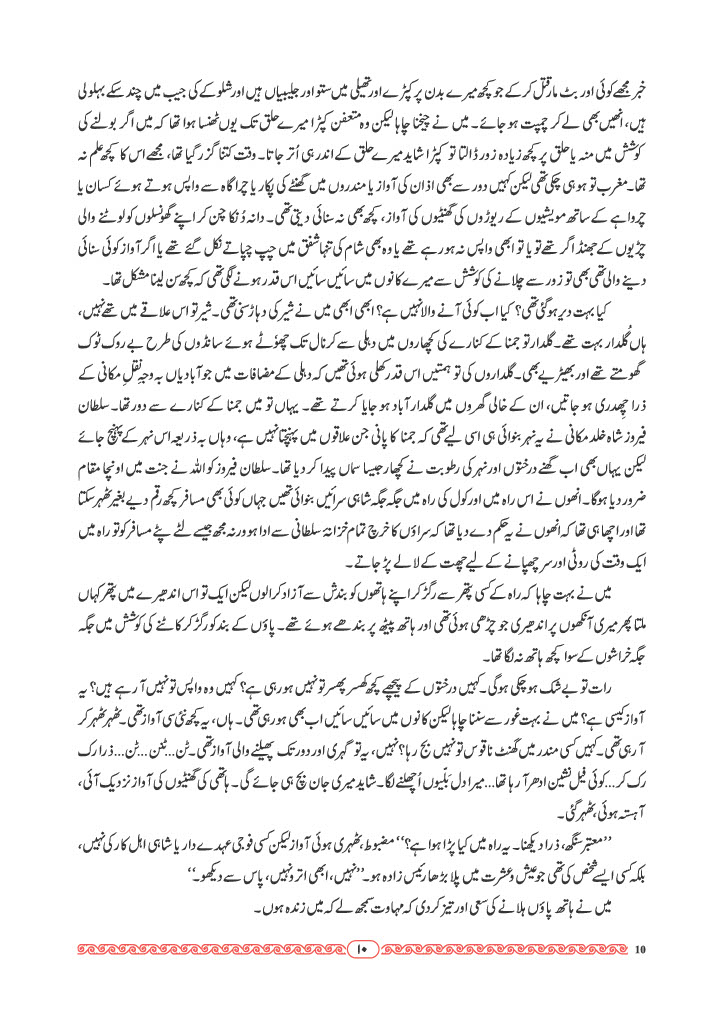 خبر مجھے کوئی اور بٹ مار قتل کر کے جو کچھ میرے بدن پر کپڑے اور تھیلی میں ستو اور جلیبیاں ہیں اور شلوکے کی جیب میں چند سکے بہلولی
ہیں، انھیں بھی لے کر چمپت ہو جائے۔ میں نے چیخنا چاہا لیکن وہ متعفن کپڑا میرے حلق تک یوں ٹھنسا ہوا تھا کہ میں اگر بولنے کی
کوشش میں منہ یا حلق پر کچھ زیادہ زور ڈالتا تو کپڑا شاید میرے حلق کے اندر ہی اُتر جاتا۔ وقت کتنا گزر گیا تھا، مجھے اس کا کچھ علم نہ
تھا۔ مغرب تو ہو ہی چکی تھی لیکن کہیں دور سے بھی اذان کی آواز یا مندروں میں گھنٹے کی پکار یا چراگاہ سے واپس ہوتے ہوئے کسان یا
چرواہے کے ساتھ مویشیوں کے ریوڑوں کی گھنٹیوں کی آواز، کچھ بھی نہ سنائی دیتی تھی۔ دانہ دُنکا چن کر اپنے گھونسلوں کو لوٹنے والی
چڑیوں کے جھنڈ اگر تھے تو یا تو ابھی واپس نہ ہو رہے تھے یا وہ بھی شام کی تنہا شفق میں چپ چپاتے نکل گئے تھے یا اگر آواز کوئی سنائی
دینے والی تھی بھی تو زور سے چلانے کی کوشش سے میرے کانوں میں سائیں سائیں اس قدر ہونے لگی تھی کہ کچھ سن لینا مشکل تھا۔
کیا بہت دیر ہو گئی تھی؟ کیا اب کوئی آنے والا نہیں ہے؟ ابھی ابھی میں نے شیر کی دہاڑ سنی تھی۔ شیر تو اس علاقے میں تھے نہیں،
ہاں گُلدار بہت تھے۔ گلدار تو جمنا کے کنارے کی کچھاروں میں دہلی سے کرنال تک چھوٹے ہوئے سانڈوں کی طرح بے روک ٹوک
گھومتے تھے اور بھیڑیے بھی۔ گلداروں کی تو ہمتیں اس قدر کھلی ہوئی تھیں کہ دہلی کے مضافات میں جو آبادیاں بہ وجہِ نقلِ مکانی کے
ذرا چھدری ہو جاتیں، ان کے خالی گھروں میں گلدار آباد ہو جایا کرتے تھے۔ یہاں تو میں جمنا کے کنارے سے دور تھا۔ سلطان
فیروز شاہ خلد مکانی نے یہ نہر بنوائی ہی اسی لیے تھی کہ جمنا کا پانی جن علاقوں میں پہنچتا نہیں ہے، وہاں بہ ذریعہ اس نہر کے پہنچ جائے
لیکن یہاں بھی اب گھنے درختوں اور نہر کی رطوبت نے کچھار جیسا سماں پیدا کر دیا تھا۔ سلطان فیروز کو اللہ نے جنت میں اونچا مقام
ضرور دیا ہوگا۔ انھوں نے اس راہ میں اور کول کی راہ میں جگہ جگہ شاہی سرائیں بنوائی تھیں جہاں کوئی بھی مسافر کچھ رقم دیے بغیر ٹھہر سکتا
تھا اور اچھا ہی تھا کہ انھوں نے یہ حکم دے دیا تھا کہ سراؤں کا خرچ تمام خزانۂ سلطانی سے ادا ہو ورنہ مجھ جیسے لٹے پٹے مسافر کو تو راہ میں
ایک وقت کی روٹی اور سر چھپانے کے لیے چھت کے لالے پڑ جاتے۔
میں نے بہت چاہا کہ راہ کے کسی پتھر سے رگڑ کر اپنے ہاتھوں کو بندش سے آزاد کرا لوں لیکن ایک تو اس اندھیرے میں پتھر کہاں
ملتا پھر میری آنکھوں پر اندھیری جو چڑھی ہوئی تھی اور ہاتھ پیٹھ پر بندھے ہوئے تھے۔ پاؤں کے بند کو رگڑ کر کاٹنے کی کوشش میں جگہ
جگہ خراشوں کے سوا کچھ ہاتھ نہ لگا تھا۔
رات تو بے شک ہو چکی ہوگی۔ کہیں درختوں کے پیچھے کچھ کھسر پھسر تو نہیں ہو رہی ہے؟ کہیں وہ واپس تو نہیں آ رہے ہیں؟ یہ
آواز کیسی ہے؟ میں نے بہت غور سے سننا چاہا لیکن کانوں میں سائیں سائیں اب بھی ہو رہی تھی۔ ہاں، یہ کچھ نئی سی آواز تھی۔ ٹھہر ٹھہر کر
آ رہی تھی۔ کہیں کسی مندر میں گھنٹ ناقوس تو نہیں بج رہا؟ نہیں، یہ تو گہری اور دور تک پھیلنے والی آواز تھی۔ ٹن... ٹنن... ٹن... ذرا رک
رک کر... کوئی فیل نشین ادھر آ رہا تھا... میرا دل بَلّیوں اُچھلنے لگا۔ شاید میری جان بچ ہی جائے گی۔ ہاتھی کی گھنٹیوں کی آواز نزدیک آئی،
آہستہ ہوئی، ٹھہر گئی۔
’’معتبر سنگھ، ذرا دیکھنا۔ یہ راہ میں کیا پڑا ہوا ہے؟‘‘ مضبوط، ٹھہری ہوئی آواز لیکن کسی فوجی عہدے دار یا شاہی اہل کار کی نہیں،
بلکہ کسی ایسے شخص کی تھی جو عیش و عشرت میں پلا بڑھا رئیس زادہ ہو۔ ’’نہیں، ابھی اترو نہیں، پاس سے دیکھو۔‘‘
میں نے ہاتھ پاؤں ہلانے کی سعی اور تیز کر دی کہ مہاوت سمجھ لے کہ میں زندہ ہوں۔
۱۰
10